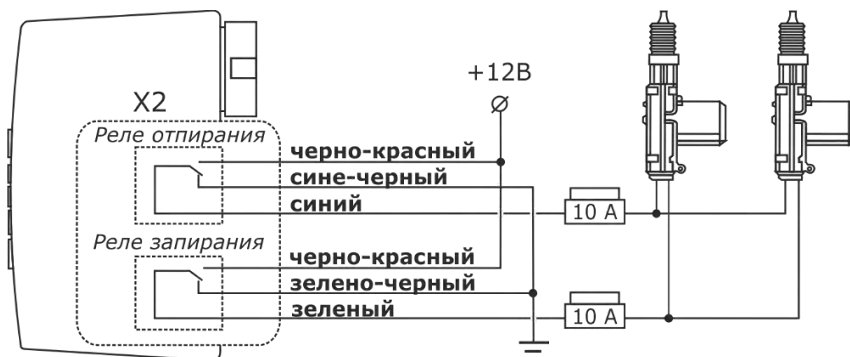 +12В
X2
Реле отпирания
черно-красный
сине-черный
синий
10 А
Реле запирания
черно-красный
зелено-черный
зеленый
10 А